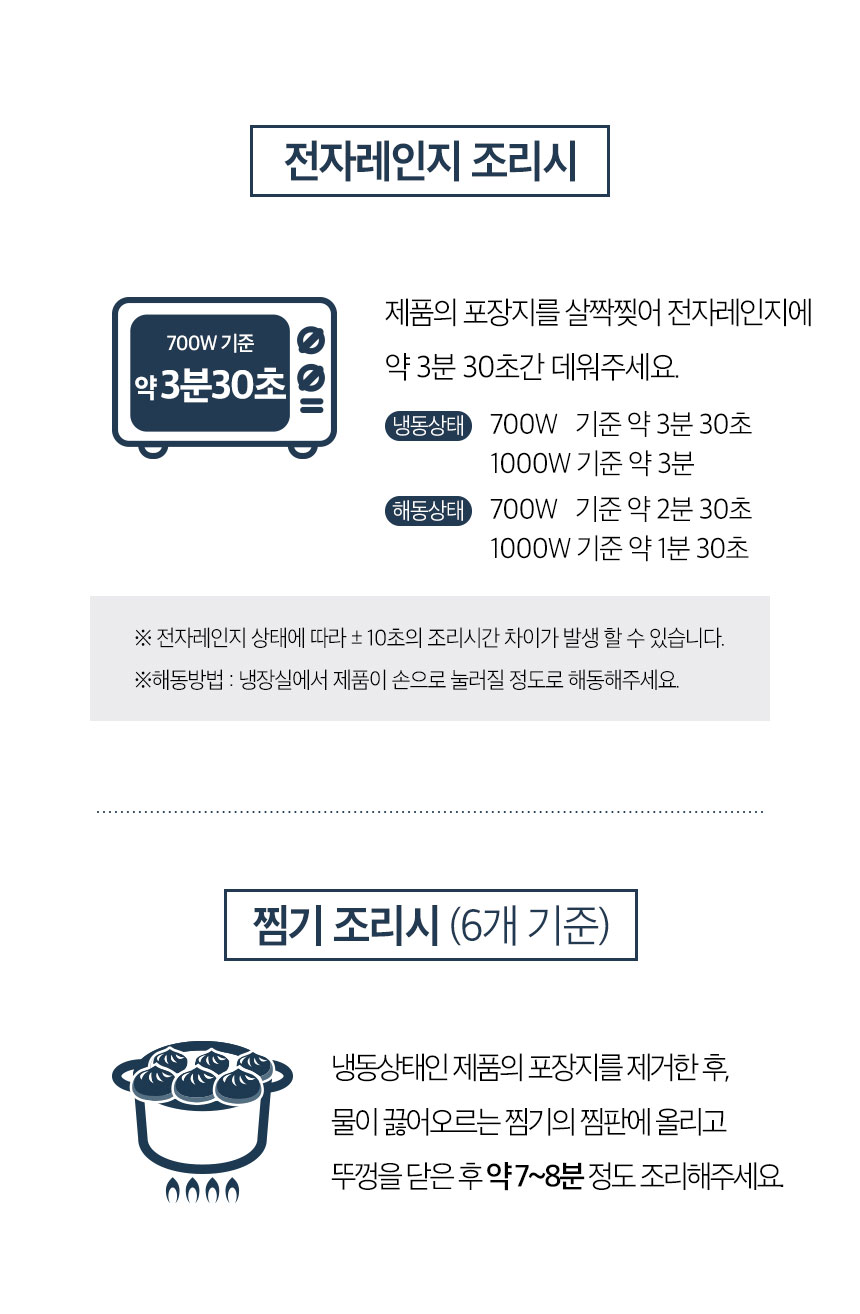 전자레인지 조리시
700W 기준
약 3분30초
제품의 포장지를 살짝찢어 전자레인지에
약 3분 30초간 데워주세요.
냉동상태 700W 기준 약 3분 30초
1000W 기준 약 3분
해동상태 700W 기준 약 2분 30초
1000W 기준 약 1분 30초
※ 전자레인지 상태에 따라 ± 10초의 조리시간 차이가 발생 할 수 있습니다.
※해동방법 : 냉장실에서 제품이 손으로 눌러질 정도로 해동해주세요.
찜기 조리시 (6개 기준)
냉동상태인 제품의 포장지를 제거한 후,
물이 끓어오르는 찜기의 찜판에 올리고
뚜껑을 닫은 후 약 7~8분 정도 조리해주세요.